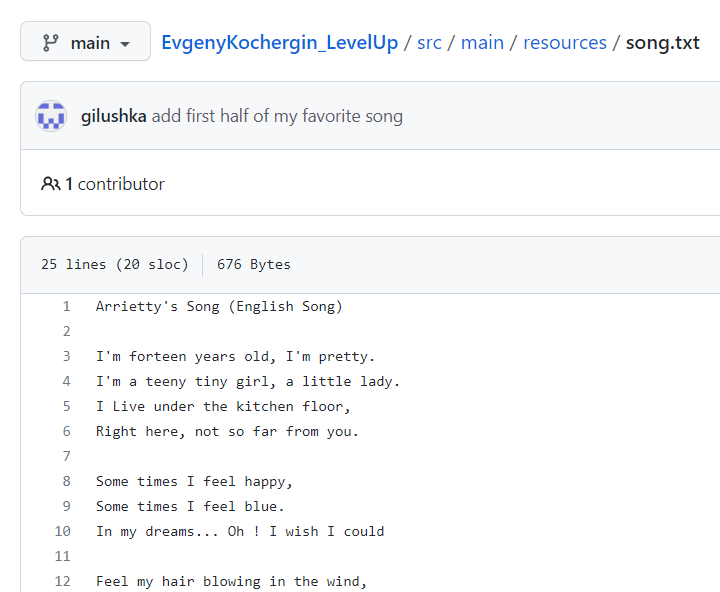 main EvgenyKochergin_LevelUp / src / main / resources / song.txt
gilushka add first half of my favorite song
1 contributor
25 lines (20 sloc) 676 Bytes
1 Arrietty's Song (English Song)
2
3 I'm forteen years old, I'm pretty.
4 I'm a teeny tiny girl, a little lady.
5 I Live under the kitchen floor,
6 Right here, not so far from you.
7
8 Some times I feel happy,
9 Some times I feel blue.
10 In my dreams... Oh ! I wish I could
11
12 Feel my hair blowing in the wind,